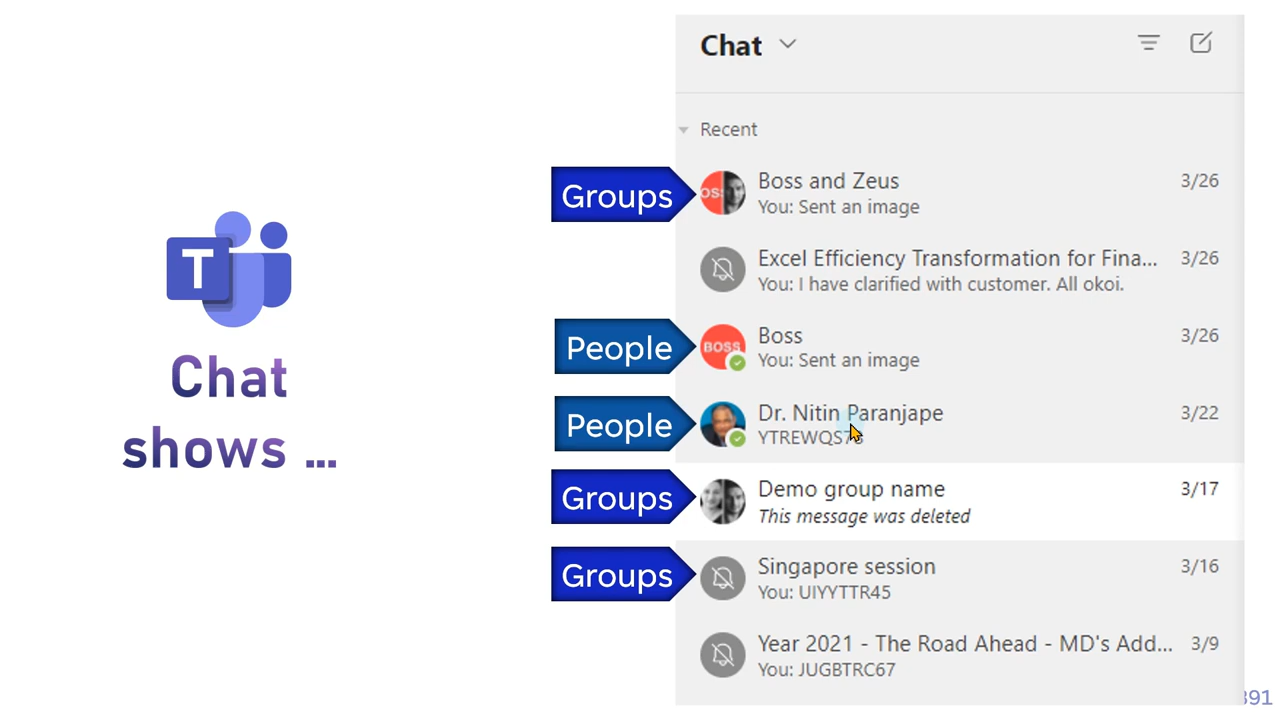 Chat
Recent
Groups
Boss and Zeus
3/26
You: Sent an image
Excel Efficiency Transformation for Fina...
3/26
You: I have clarified with customer. All okoi.
People
BOSS
Boss
3/26
You: Sent an image
People
Dr. Nitin Paranjape
3/22
Groups
Demo group name
3/17
This message was deleted
Groups
Singapore session
3/16
You: UIYYTTR45
Year 2021 - The Road Ahead - MD's Add...
3/9
You: JUGBTRC67
T
Chat
shows ...